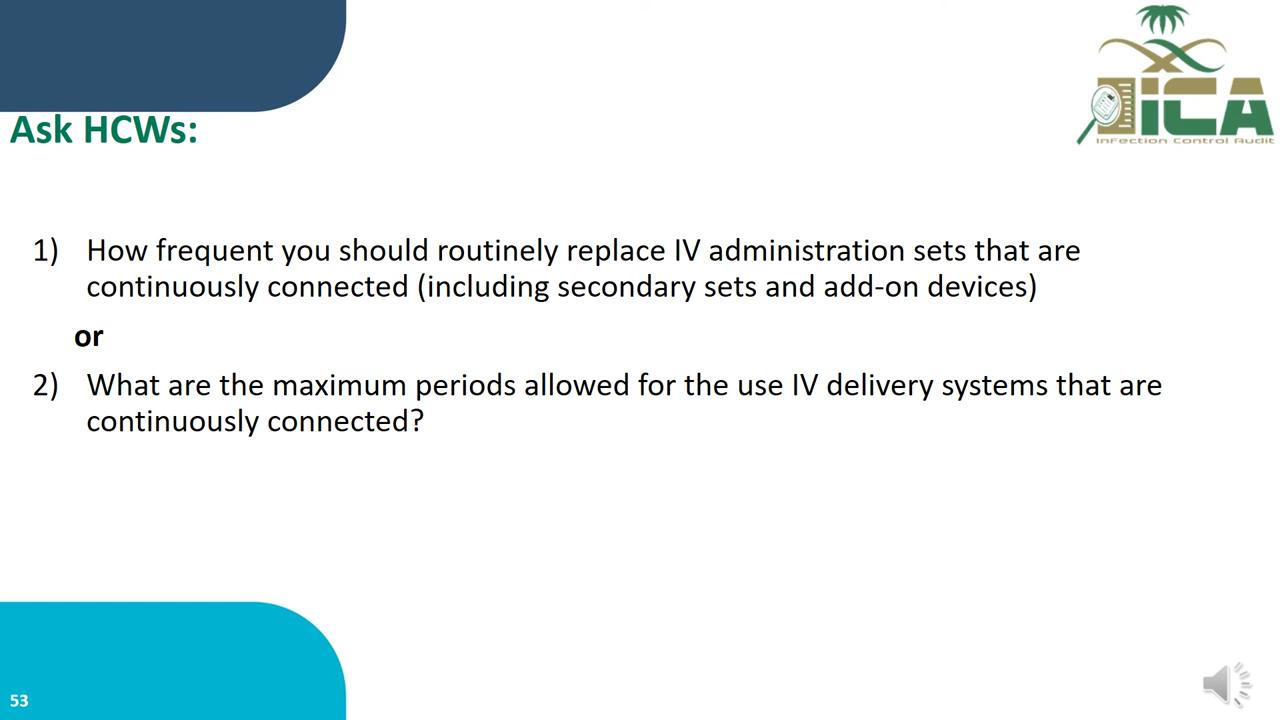 iCA
InFection Control Audit
Ask HCWs:
1) How frequent you should routinely replace IV administration sets that are
continuously connected (including secondary sets and add-on devices)
or
2) What are the maximum periods allowed for the use IV delivery systems that are
continuously connected?
53